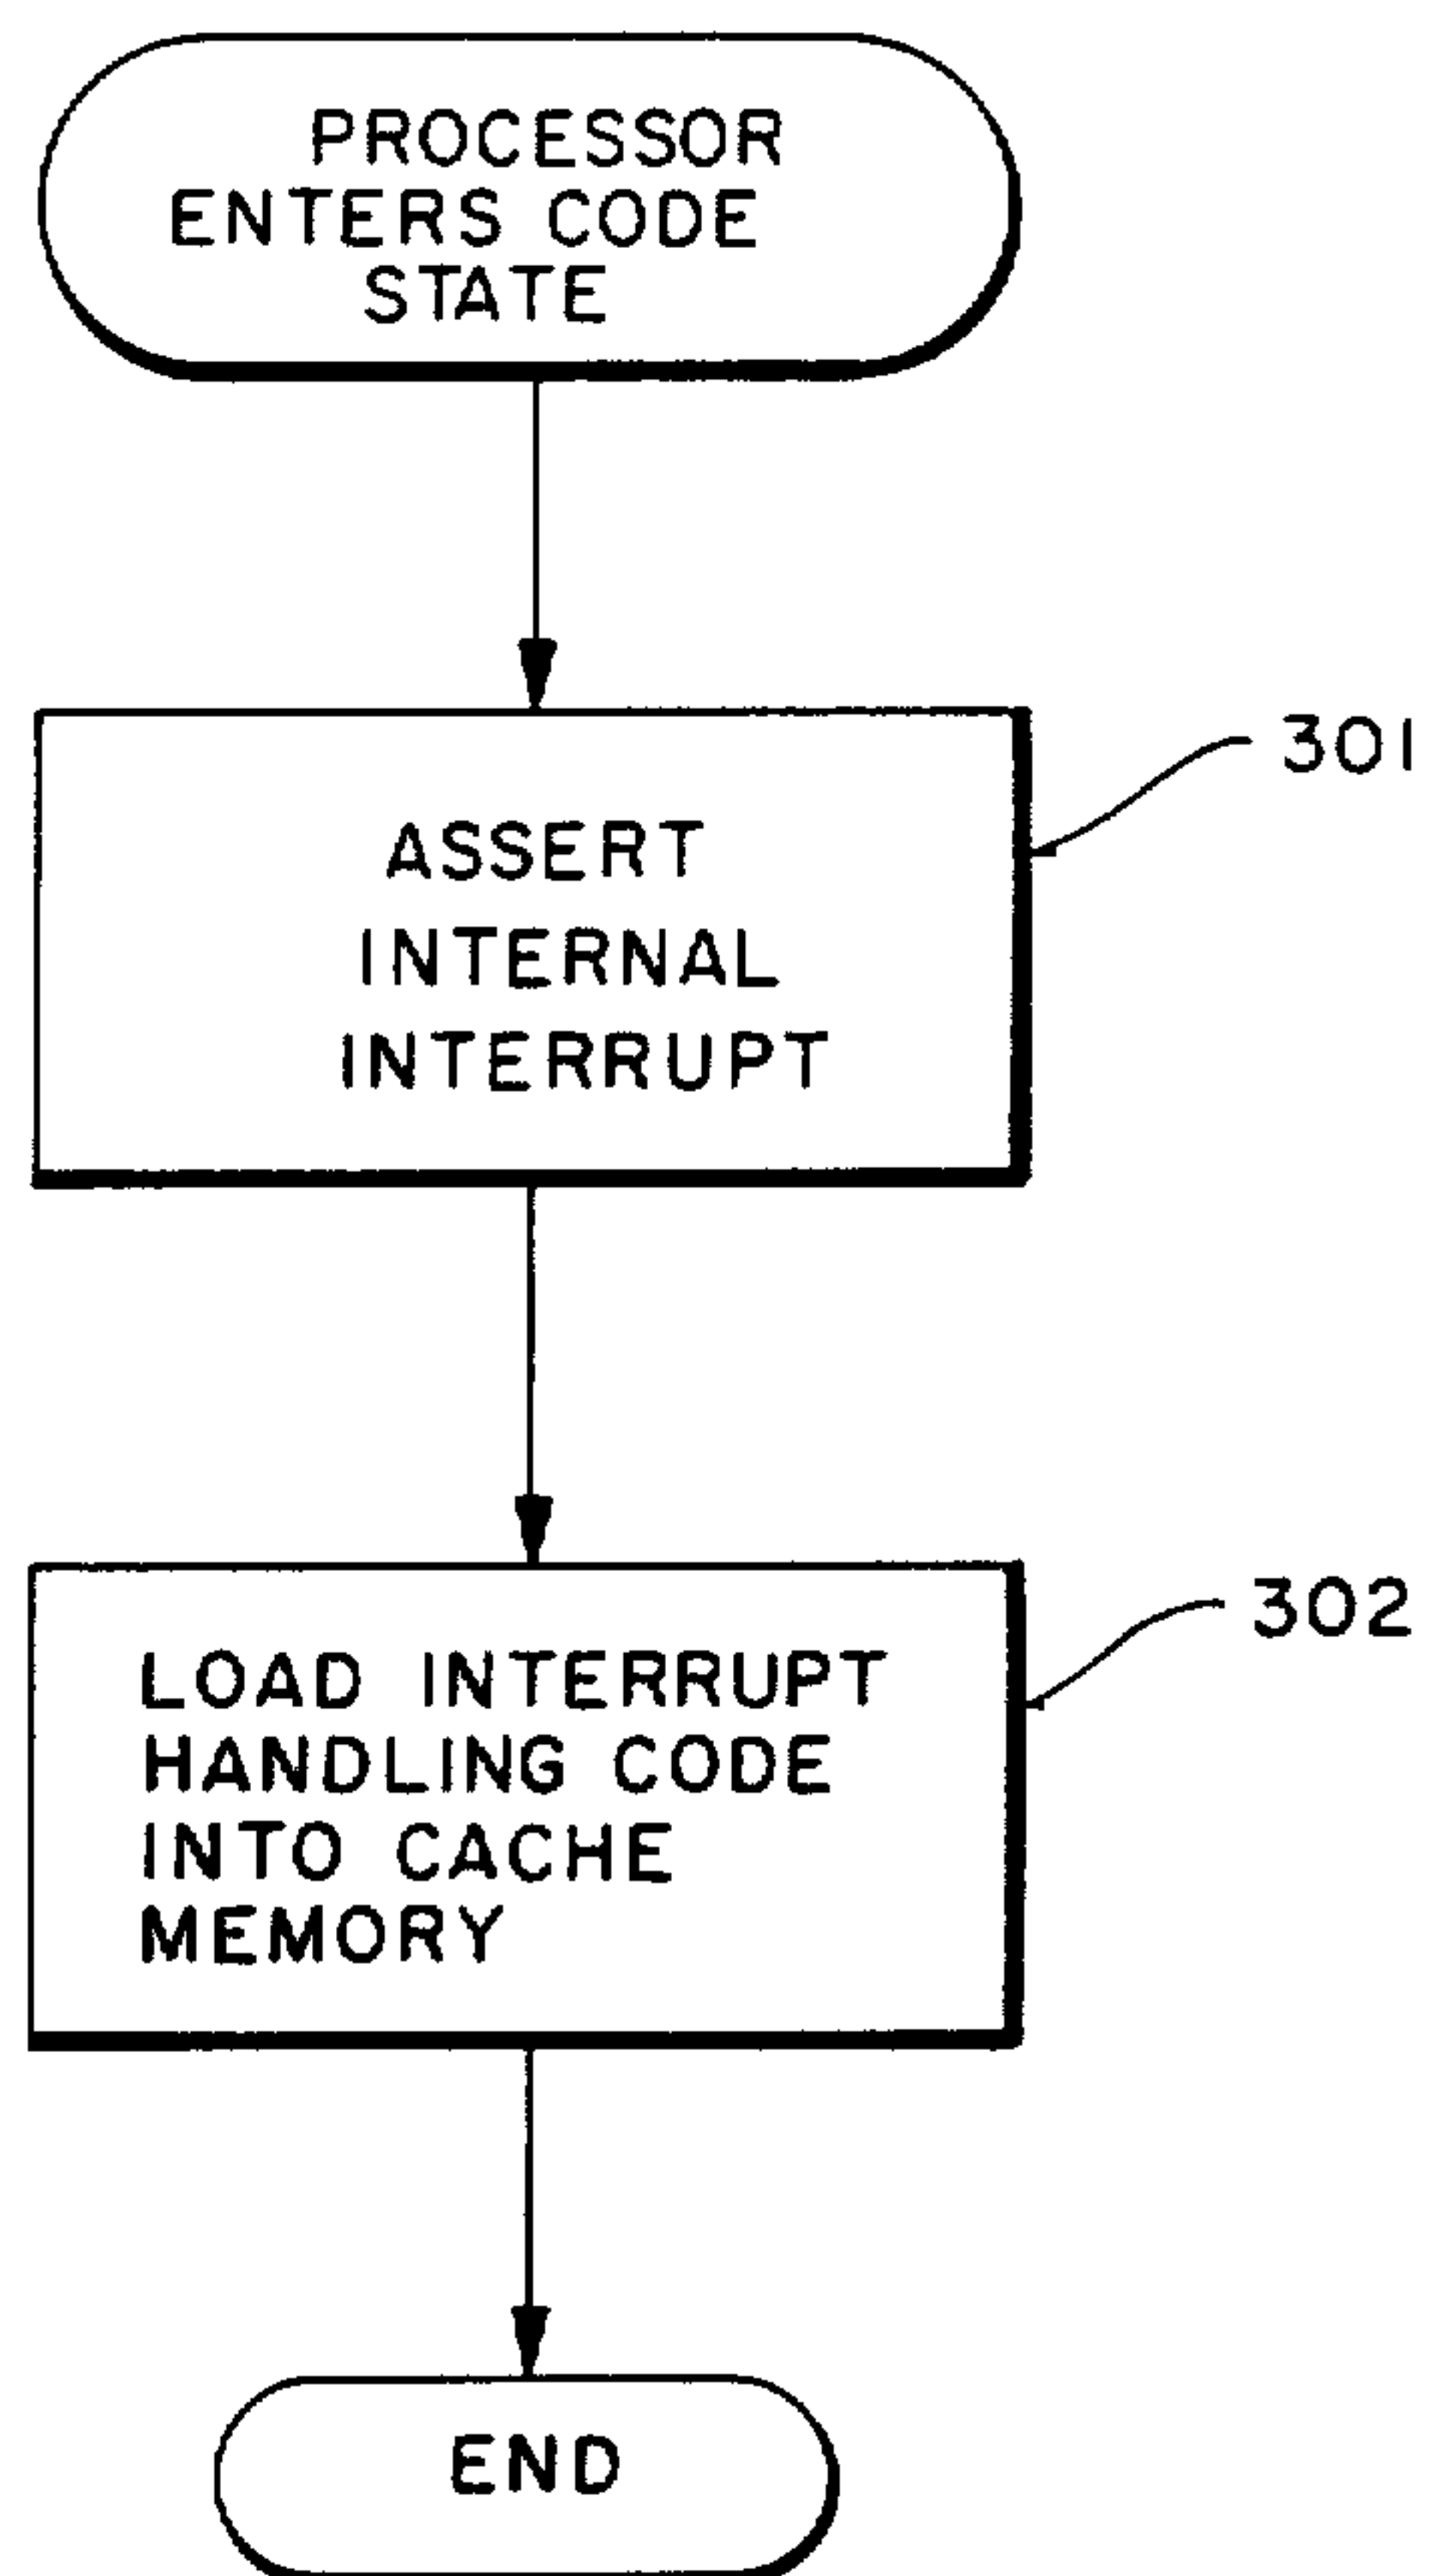 PROCESSOR
ENTERS CODE
STATE
ASSERT
INTERNAL
INTERRUPT
301
LOAD INTERRUPT
HANDLING CODE
INTO CACHE
MEMORY
302
END